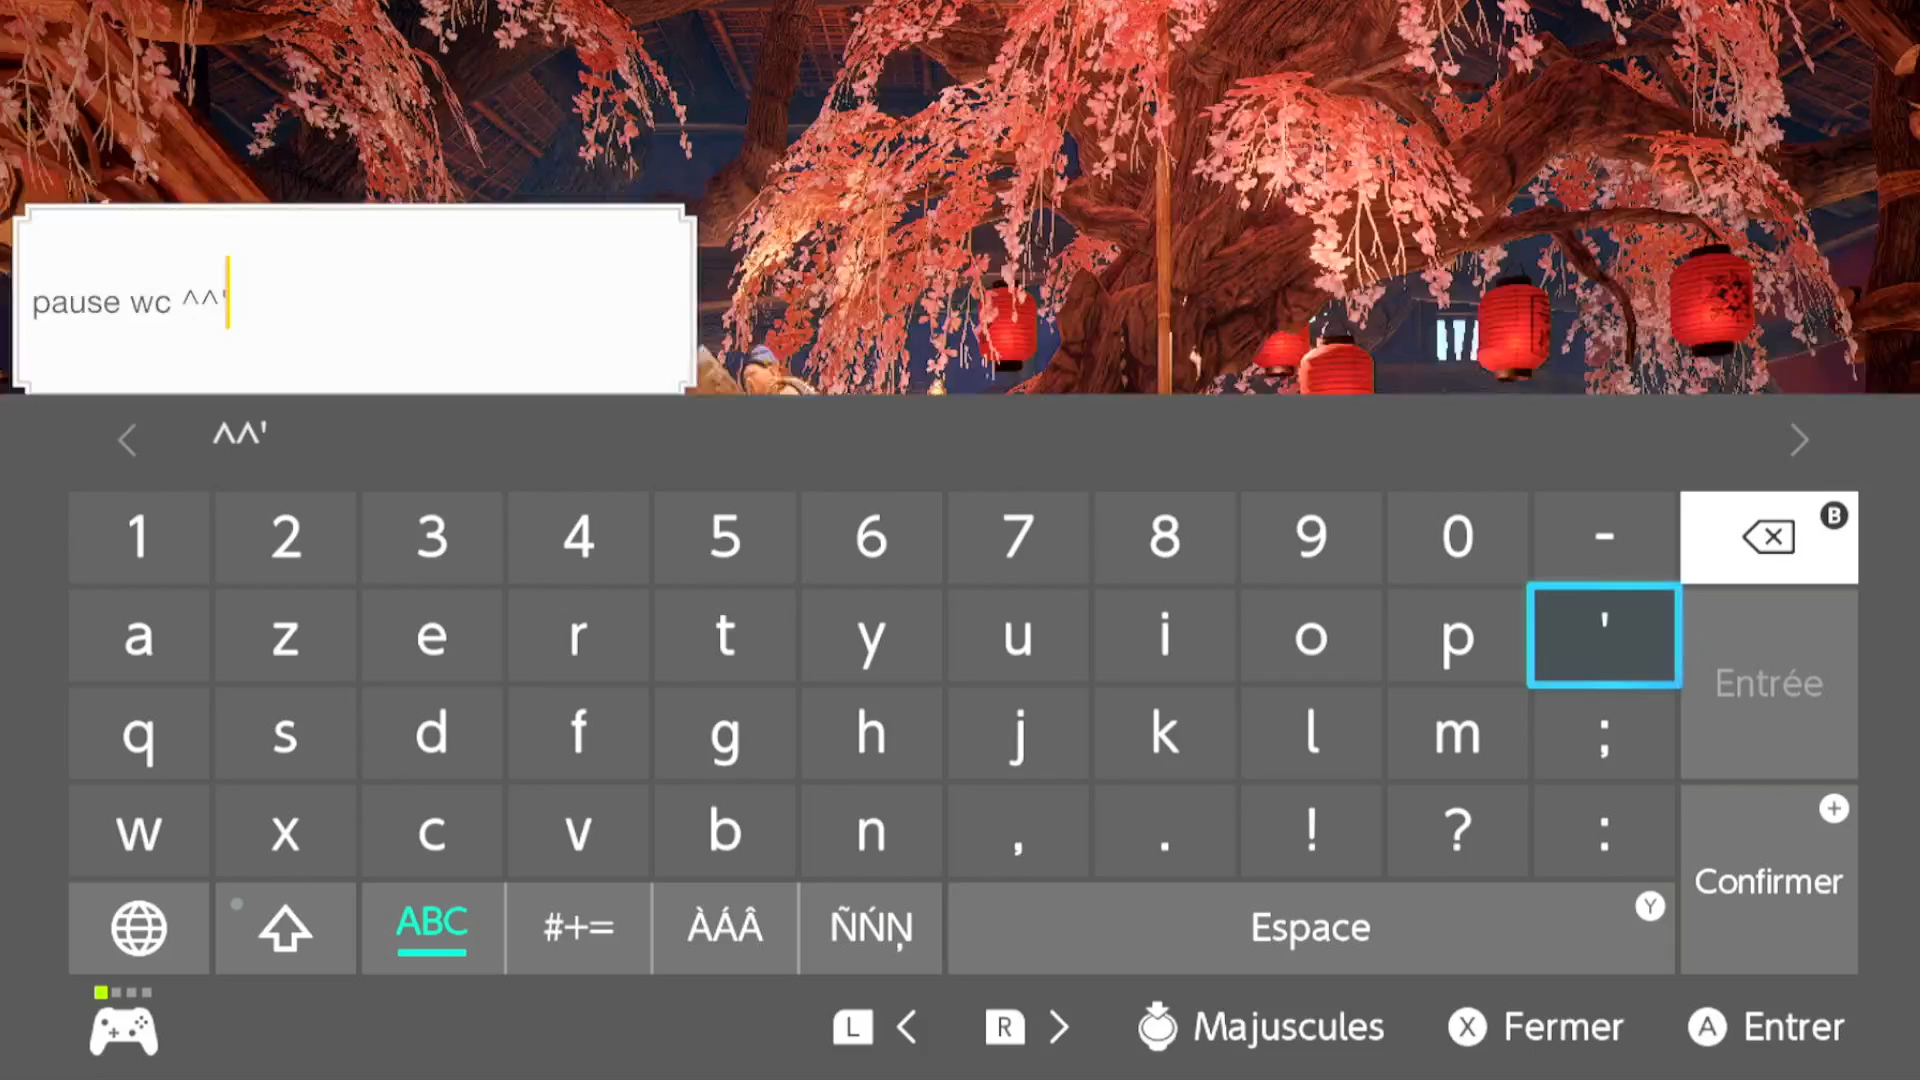 pause wc ^^'
^^'
1 2 3 4 5 6 7 8 9 0 - B
a z e r t y u i o p ' Entrée
q s d f g h j k l m ;
w x c v b n , . ! ? : + Confirmer
ABC #+= ÀÁÂ ÑŃŅ Espace Y
L < R > Majuscules X Fermer A Entrer